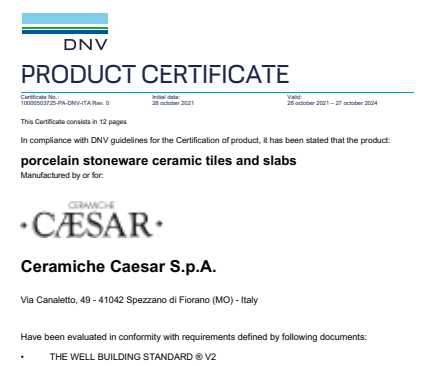 DNV
PRODUCT CERTIFICATE
Certificate No.: Initial date: Valid:
10000503725-PA-DNV-ITA Rev. 0 28 october 2021 28 october 2021 – 27 october 2024
This Certificate consists in 12 pages
In compliance with DNV guidelines for the Certification of product, it has been stated that the product:
porcelain stoneware ceramic tiles and slabs
Manufactured by or for:
CERAMICHE
·CÆSAR·
Ceramiche Caesar S.p.A.
Via Canaletto, 49 - 41042 Spezzano di Fiorano (MO) - Italy
Have been evaluated in conformity with requirements defined by following documents:
• THE WELL BUILDING STANDARD ® V2